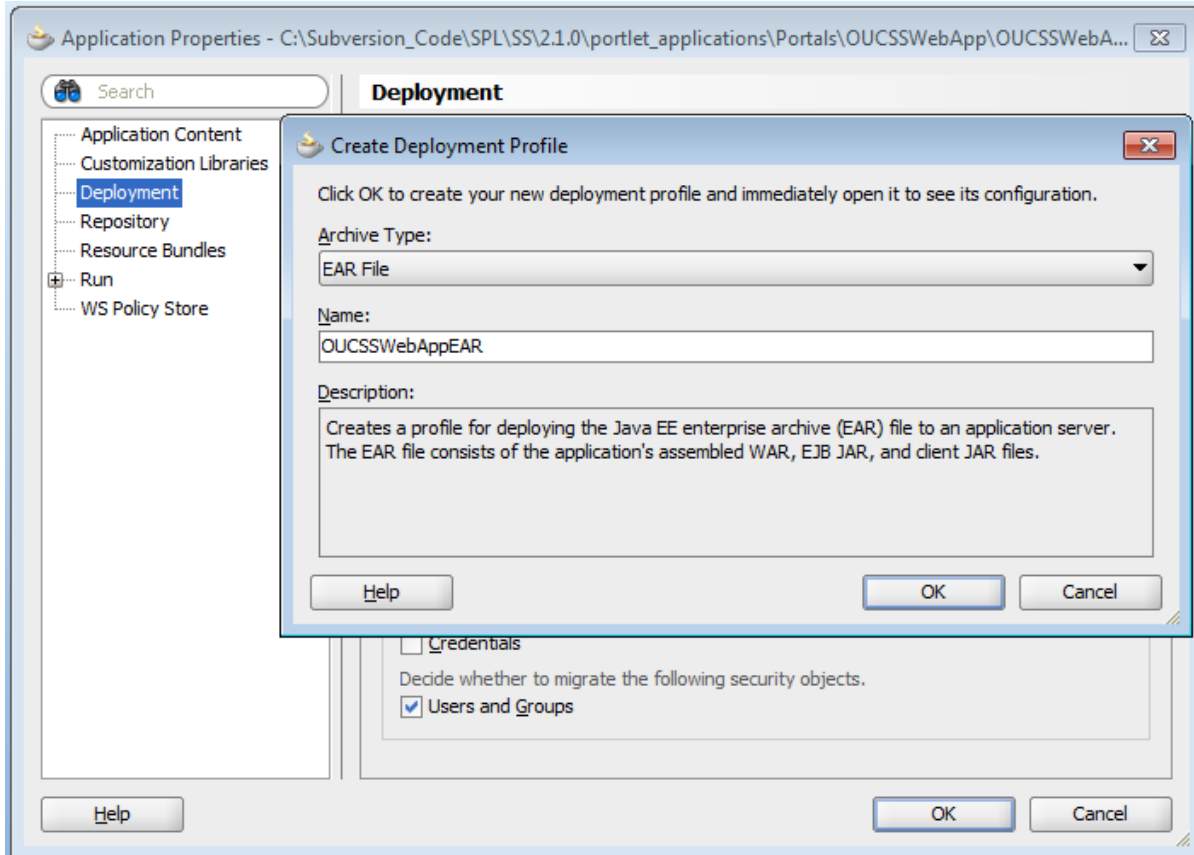 Application Properties - C:\Subversion_Code\SPL\SS\2.1.0\portlet_applications\Portals\OUCSSWebApp\OUCSSWebA...
Search
Deployment
Application Content
Customization Libraries
Deployment
Repository
Resource Bundles
Run
WS Policy Store
Create Deployment Profile
Click OK to create your new deployment profile and immediately open it to see its configuration.
Archive Type:
EAR File
Name:
OUCSSWebAppEAR
Description:
Creates a profile for deploying the Java EE enterprise archive (EAR) file to an application server.
The EAR file consists of the application's assembled WAR, EJB JAR, and client JAR files.
Help
OK
Cancel
Credentials
Decide whether to migrate the following security objects.
Users and Groups
Help
OK
Cancel